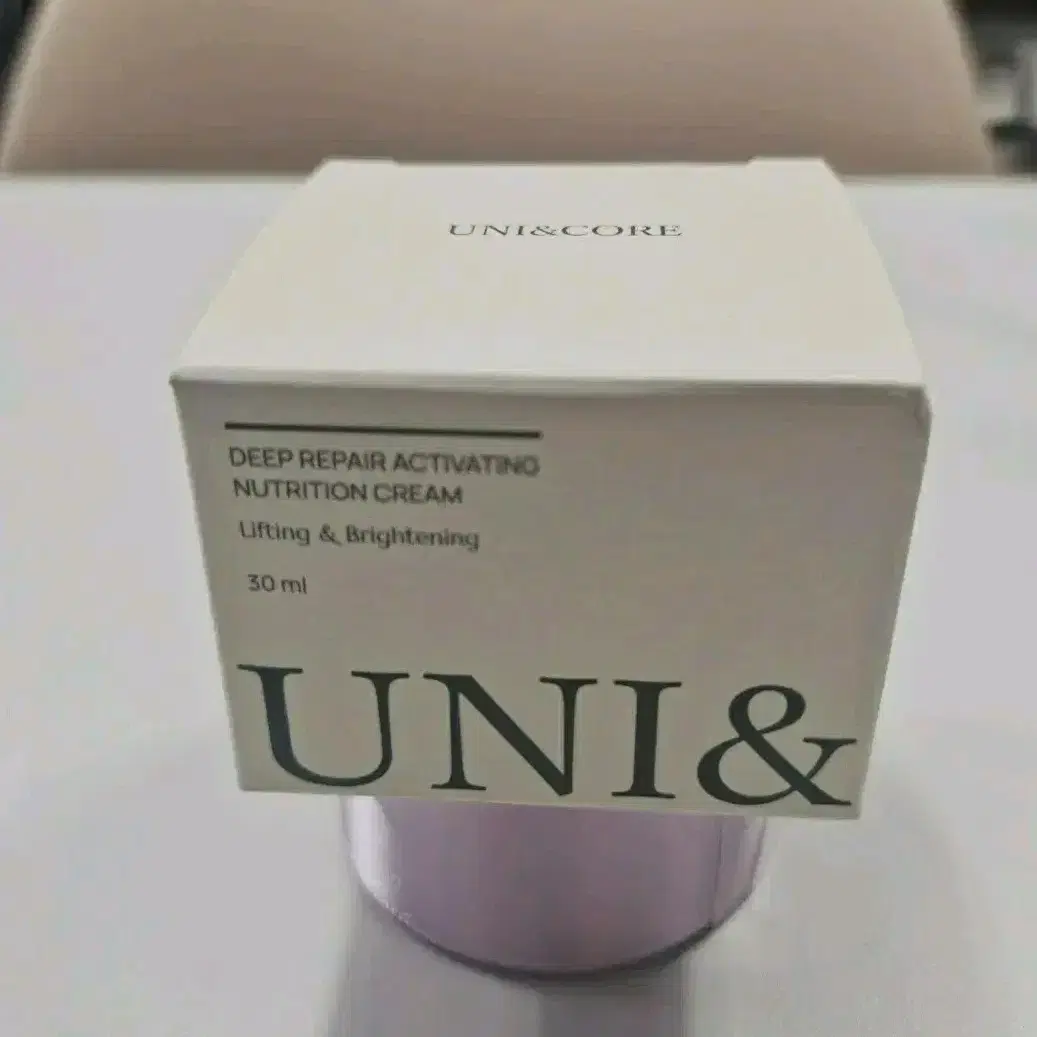 UNI&CORE
DEEP REPAIR ACTIVATING
NUTRITION CREAM
Lifting & Brightening
30 ml
UNI&